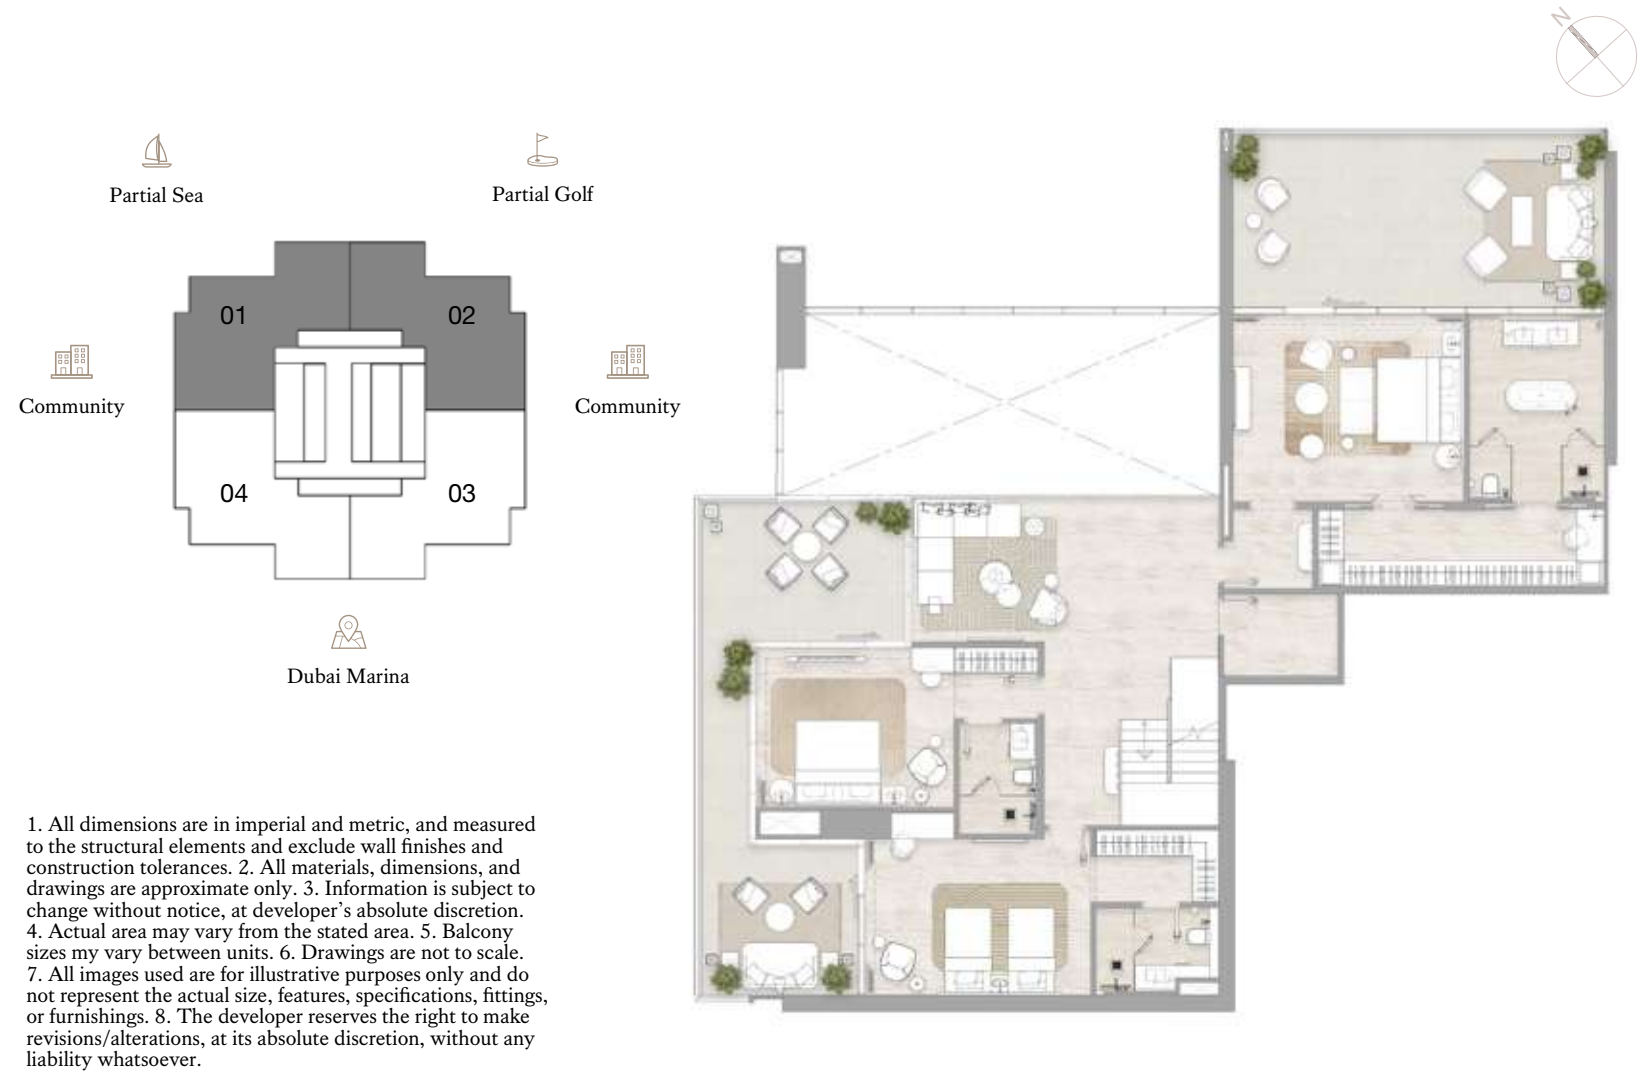 N
Partial Sea
Partial Golf
01
02
Community
Community
04
03
Dubai Marina
1. All dimensions are in imperial and metric, and measured
to the structural elements and exclude wall finishes and
construction tolerances. 2. All materials, dimensions, and
drawings are approximate only. 3. Information is subject to
change without notice, at developer’s absolute discretion.
4. Actual area may vary from the stated area. 5. Balcony
sizes my vary between units. 6. Drawings are not to scale.
7. All images used are for illustrative purposes only and do
not represent the actual size, features, specifications, fittings,
or furnishings. 8. The developer reserves the right to make
revisions/alterations, at its absolute discretion, without any
liability whatsoever.